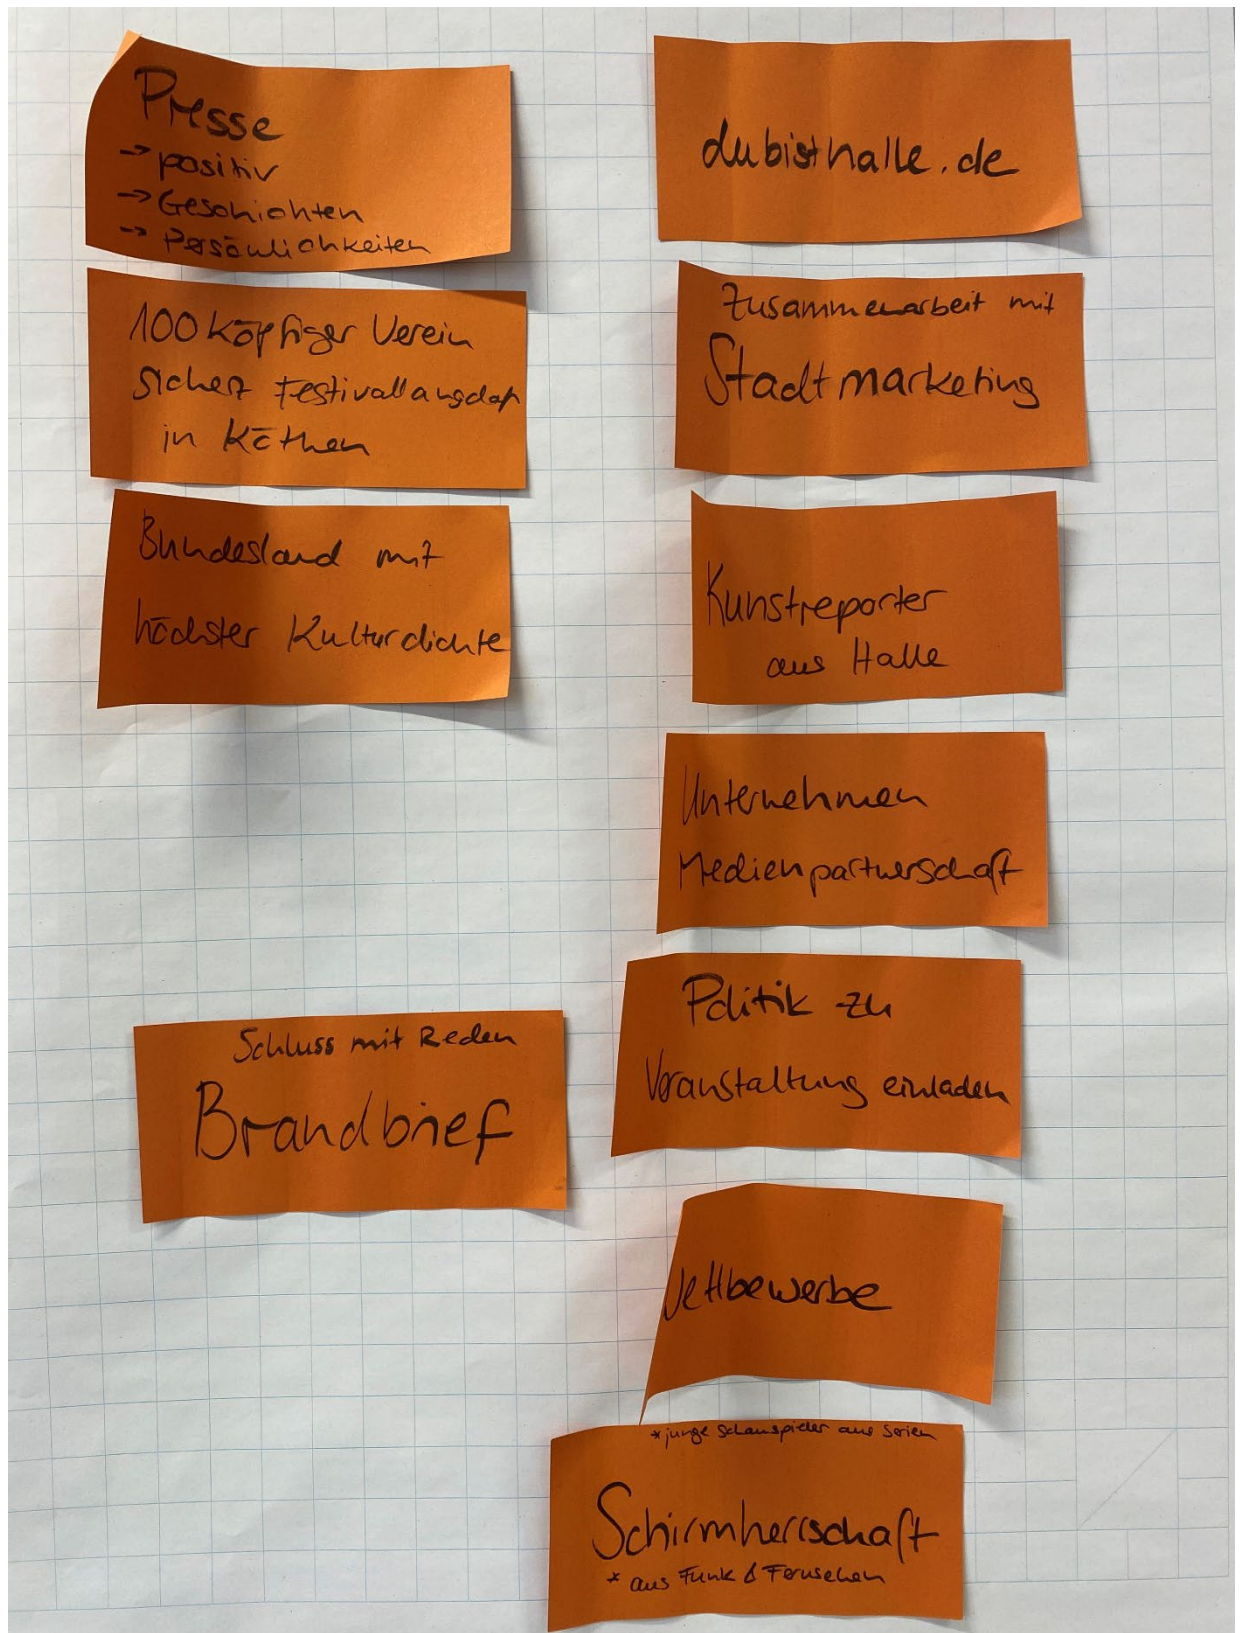 Presse
→ positiv
→ Geschichten
→ Persönlichkeiten
100 köpfiger Verein
sichert
in Köthen
Bundesland mit
höchster Kulturdichte
Schluss mit Reden
Brandbrief
dubisthalle.de
Zusammenarbeit mit
Stadtmarketing
Kunstreporter
aus Halle
Unternehmen
Medienpartnerschaft
Politik zu
Veranstaltung einladen
Wettbewerbe
* junge Schauspieler aus Serien
Schirmherrschaft
* aus Funk & Fernsehen